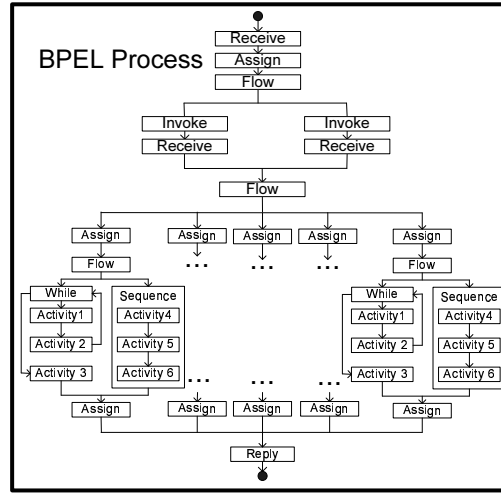 Receive
BPEL Process
Assign
Flow
Invoke Invoke
Receive Receive
Flow
Assign Assign Assign Assign Assign
Flow ... ... ... Flow
While Sequence While Sequence
Activity1 Activity4 Activity1 Activity4
Activity 2 Activity 5 Activity 2 Activity 5
Activity 3 Activity 6 ... ... ... Activity 3 Activity 6
Assign Assign Assign Assign Assign
Reply